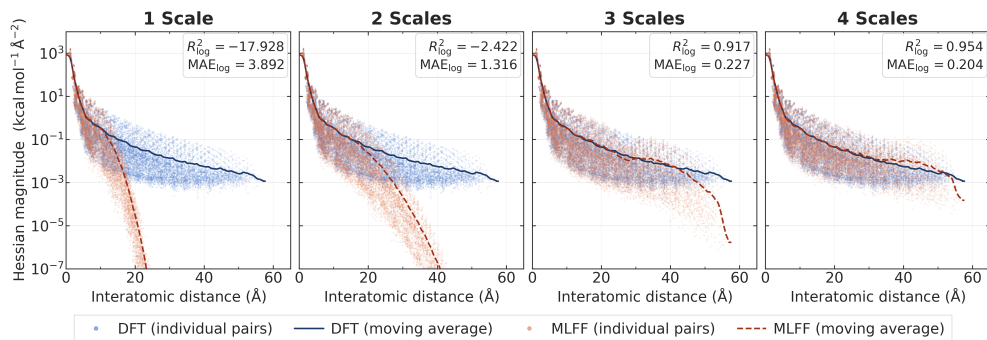 1 Scale
2 Scales
3 Scales
4 Scales
Hessian magnitude (kcal mol⁻¹ Å⁻²)
10³
10¹
10⁻¹
10⁻³
10⁻⁵
10⁻⁷
R²log = −17.928
MAElog = 3.892
R²log = −2.422
MAElog = 1.316
R²log = 0.917
MAElog = 0.227
R²log = 0.954
MAElog = 0.204
0 20 40 60
0 20 40 60
0 20 40 60
0 20 40 60
Interatomic distance (Å)
Interatomic distance (Å)
Interatomic distance (Å)
Interatomic distance (Å)
DFT (individual pairs) DFT (moving average) MLFF (individual pairs) MLFF (moving average)